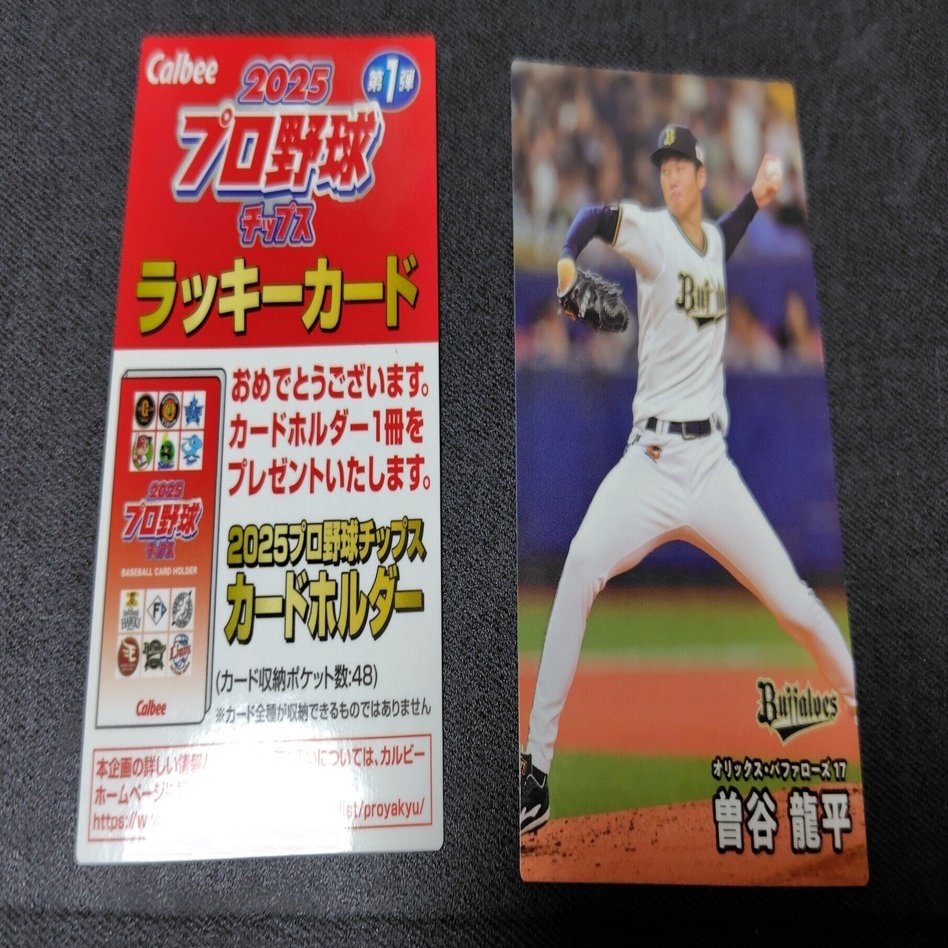 Calbee
2025
第1弾
プロ野球
チップス
ラッキーカード
おめでとうございます。
カードホルダー1冊を
プレゼントいたします。
2025
プロ野球
チップス
BASEBALL CARD HOLDER
Calbee
2025プロ野球チップス
カードホルダー
(カード収納ポケット数:48)
※カード全種が収納できるものではありません
本企画の詳しい情報
については、カルビー
ホームページ
https://w
/proyakyu/
B
Buffaloes
オリックス・バファローズ 17
曽谷 龍平